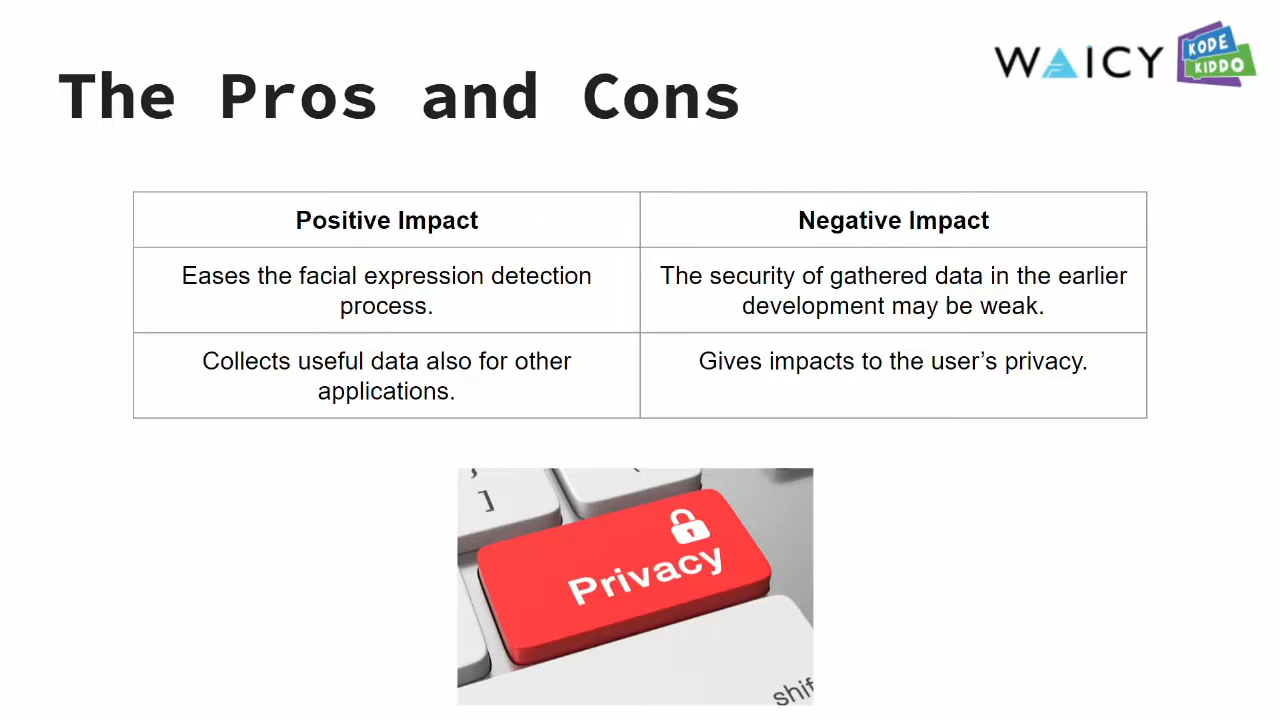 The Pros and Cons
WAICY
KODE
KIDDO
Positive Impact
Negative Impact
Eases the facial expression detection
process.
The security of gathered data in the earlier
development may be weak.
Collects useful data also for other
applications.
Gives impacts to the user’s privacy.
]
Privacy
shif